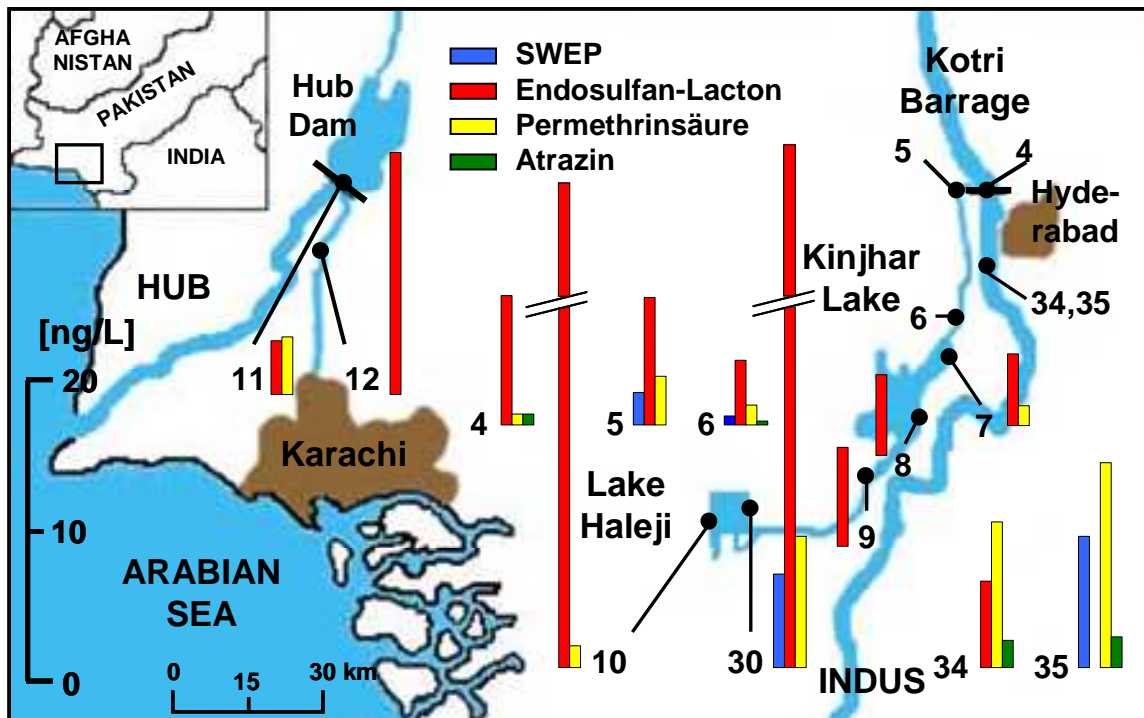 AFGHA
NISTAN
PAKISTAN
INDIA
Hub
Dam
SWEP
Endosulfan-Lacton
Permethrinsäure
Atrazin
Kotri
Barrage
5
4
Hyde-
rabad
HUB
Kinjhar
Lake
34,35
6
[ng/L]
20
11
12
4
5
6
7
8
Karachi
Lake
Haleji
9
10
ARABIAN
SEA
0
0
15
30 km
10
30
INDUS
34
35